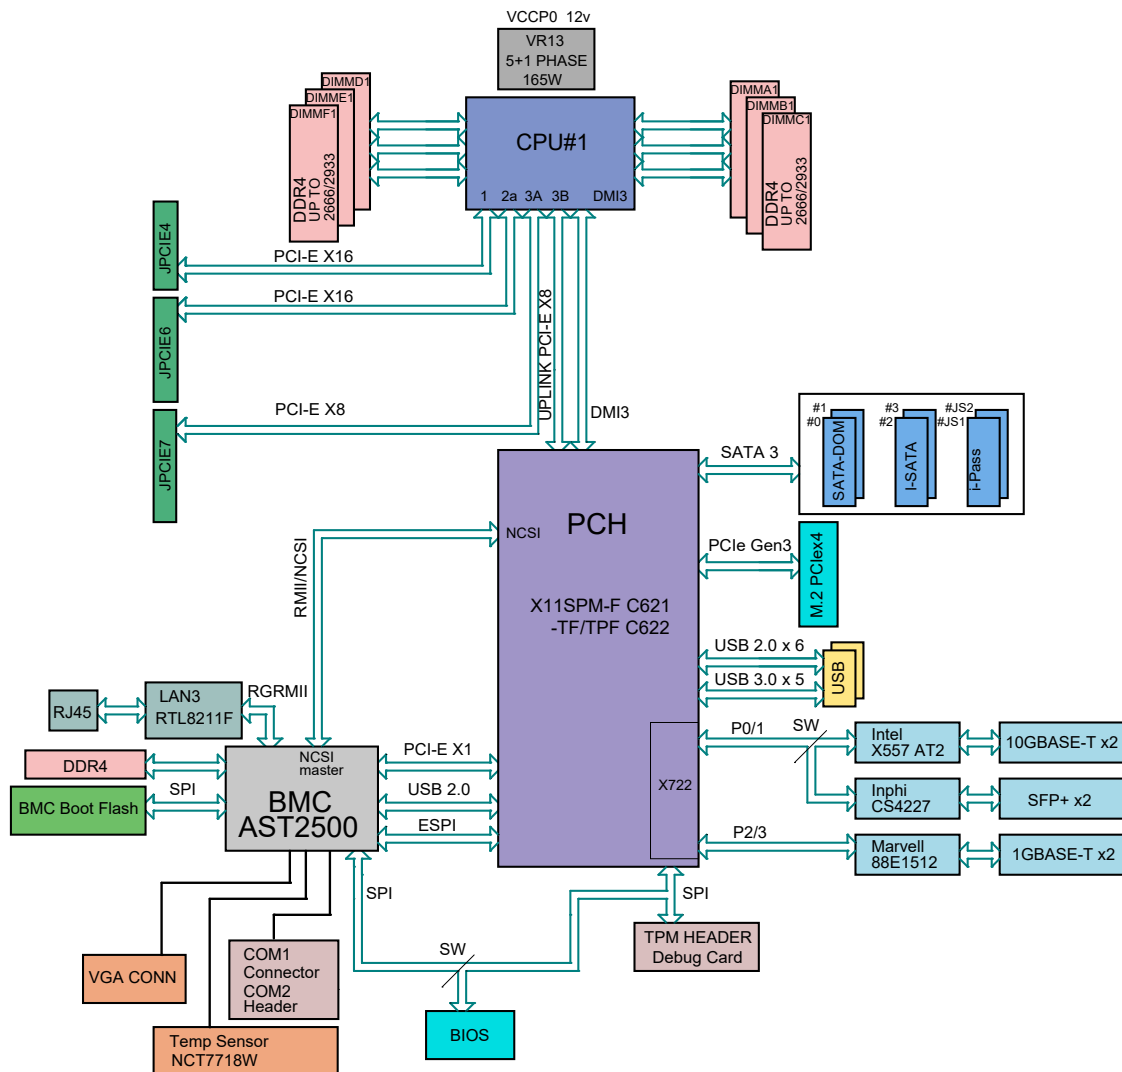 VCCP0 12v
VR13
5+1 PHASE
165W
DIMMD1
DIMME1
DIMMF1
DDR4
UP TO
2666/2933
CPU#1
1 2a 3A 3B DMI3
DIMMA1
DIMMB1
DIMMC1
DDR4
UP TO
2666/2933
JPCIE4
PCI-E X16
JPCIE6
PCI-E X16
JPCIE7
PCI-E X8
UPLINK PCI-E X8
DMI3
#1
#0
SATA-DOM
#3
#2
I-SATA
#JS2
#JS1
i-Pass
SATA 3
NCSI
PCH
X11SPM-F C621
-TF/TPF C622
PCIe Gen3
M.2 PCIex4
RMII/NCSI
USB 2.0 x 6
USB 3.0 x 5
USB
RJ45
LAN3
RTL8211F
RGRMII
X722
P0/1
SW
Intel
X557 AT2
10GBASE-T x2
Inphi
CS4227
SFP+ x2
P2/3
Marvell
88E1512
1GBASE-T x2
DDR4
BMC Boot Flash
SPI
NCSI
master
BMC
AST2500
PCI-E X1
USB 2.0
ESPI
SPI
SPI
TPM HEADER
Debug Card
SW
BIOS
VGA CONN
COM1
Connector
COM2
Header
Temp Sensor
NCT7718W